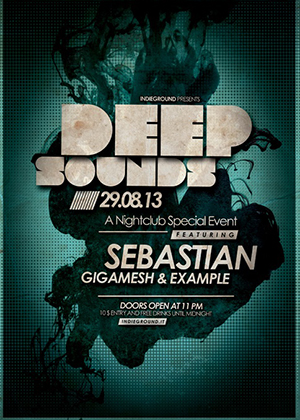 INDIEGROUND PRESENTS
DEEP
SOUNDS
29.08.13
A Nightclub Special Event
FEATURING
SEBASTIAN
GIGAMESH & EXAMPLE
DOORS OPEN AT 11 PM
10 $ ENTRY AND FREE DRINKS UNTIL MIDNIGHT
INDIEGROUND.IT